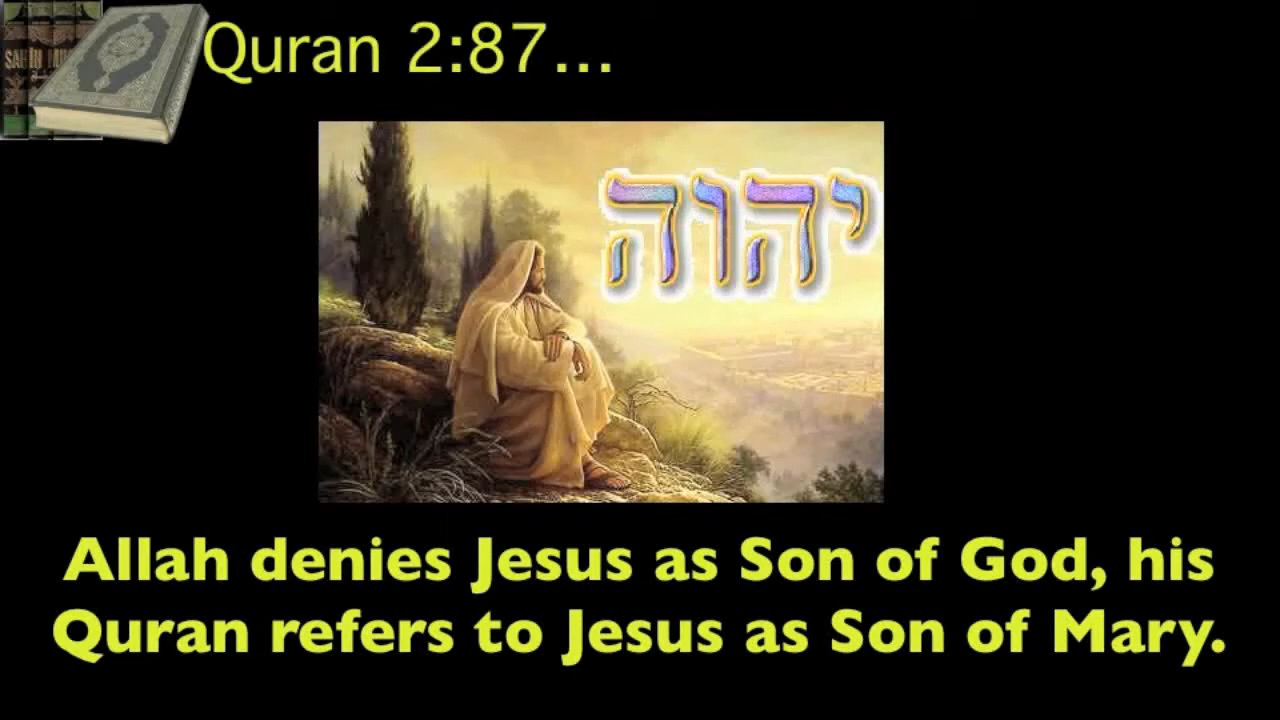 Quran 2:87...
SAHIH
יהוה
Allah denies Jesus as Son of God, his
Quran refers to Jesus as Son of Mary.